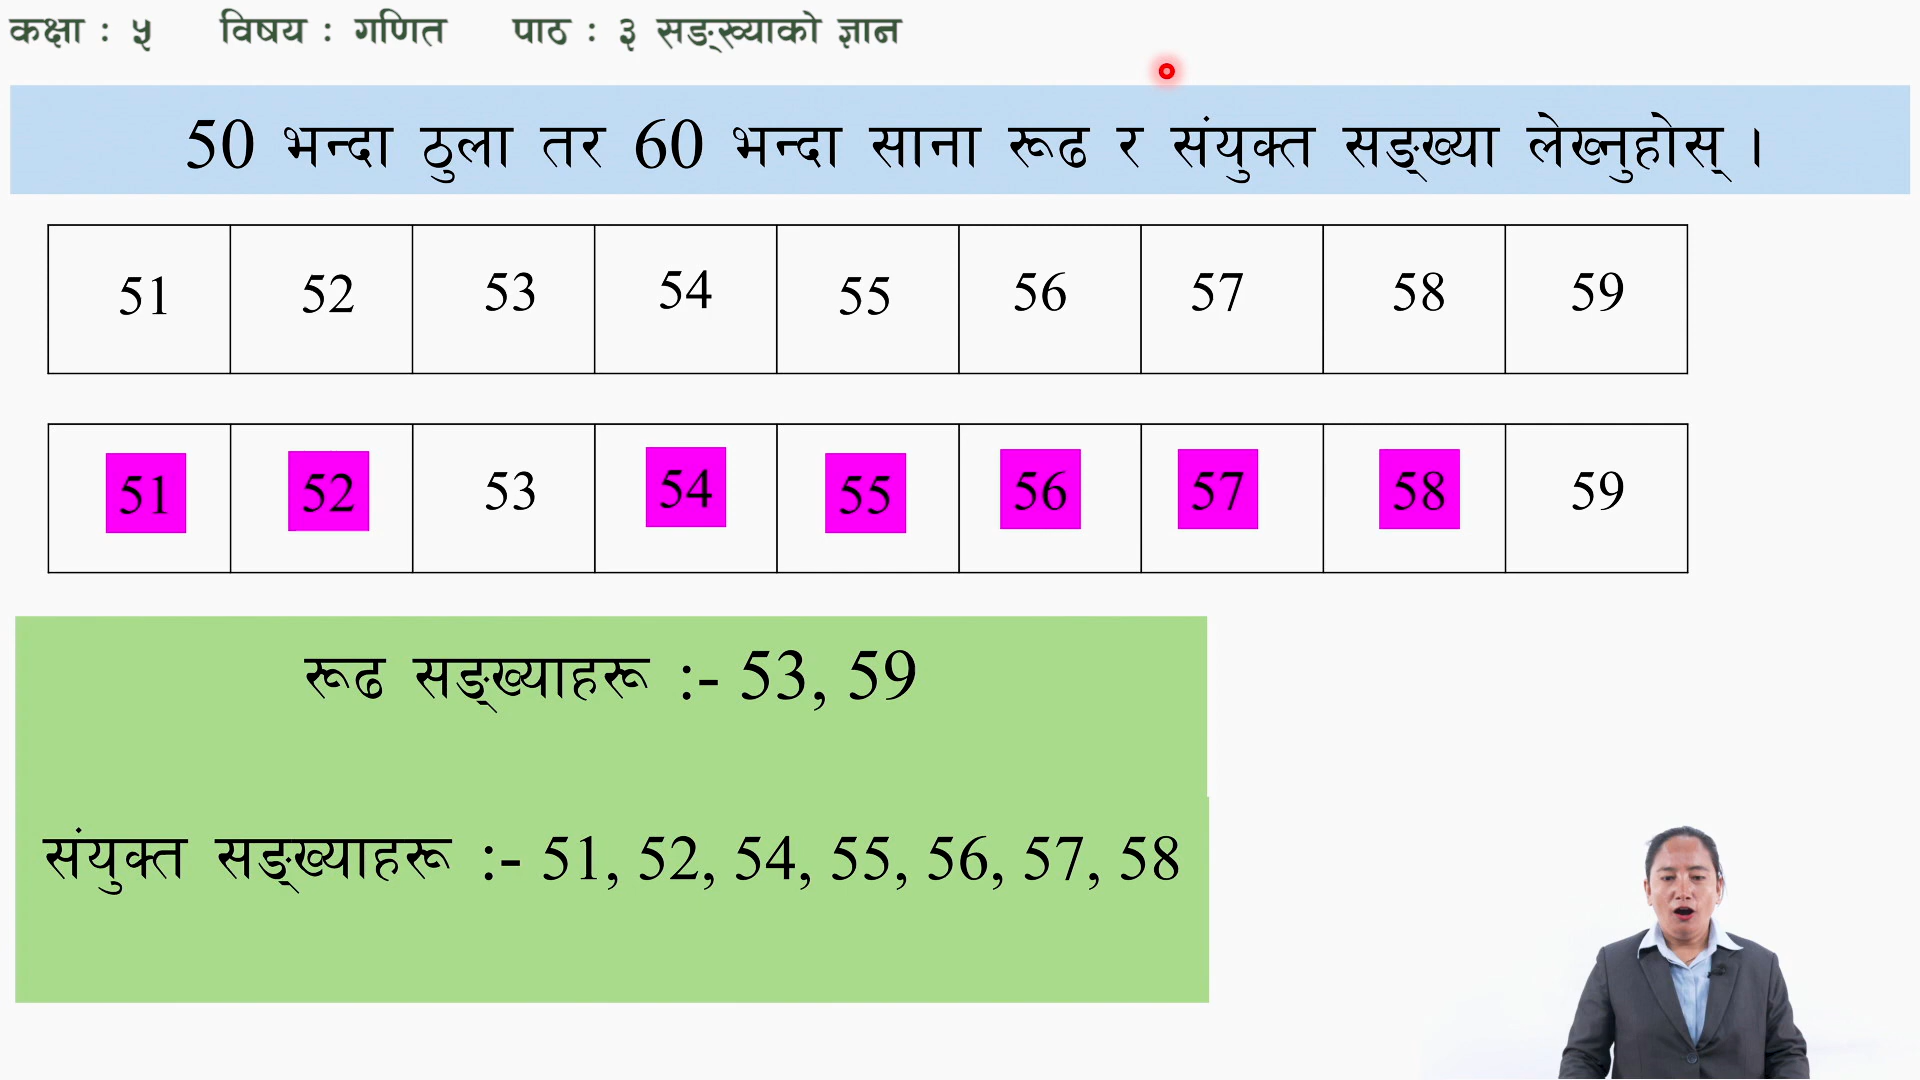 कक्षा : ५ विषय : गणित पाठ : ३ सङ्ख्याको ज्ञान
50 भन्दा ठुला तर 60 भन्दा साना रूढ र संयुक्त सङ्ख्या लेख्नुहोस् ।
51 52 53 54 55 56 57 58 59
51 52 53 54 55 56 57 58 59
रूढ सङ्ख्याहरू :- 53, 59
संयुक्त सङ्ख्याहरू :- 51, 52, 54, 55, 56, 57, 58